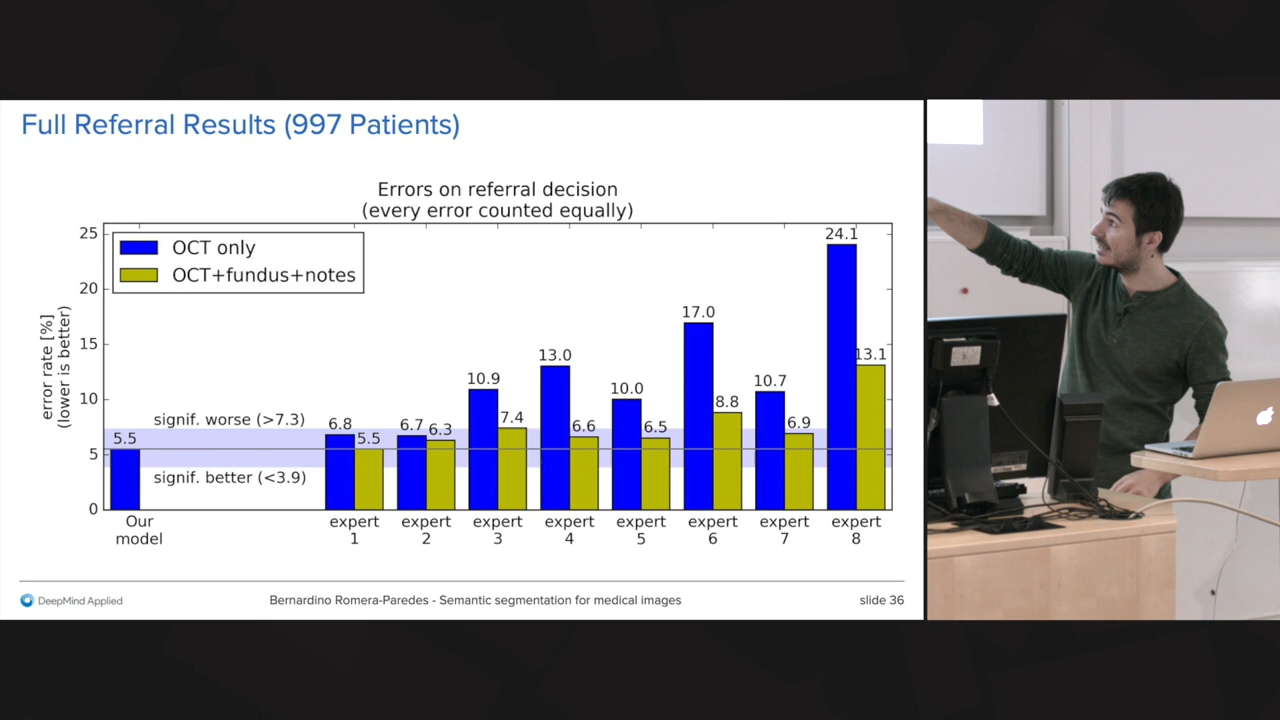 Full Referral Results (997 Patients)
Errors on referral decision
(every error counted equally)
error rate [%]
(lower is better)
25
20
15
10
5
0
OCT only
OCT+fundus+notes
signif. worse (>7.3)
signif. better (<3.9)
5.5
6.8
5.5
6.7
6.3
10.9
7.4
13.0
6.6
10.0
6.5
17.0
8.8
10.7
6.9
24.1
13.1
Our
model
expert
1
expert
2
expert
3
expert
4
expert
5
expert
6
expert
7
expert
8
DeepMind Applied
Bernardino Romera-Paredes - Semantic segmentation for medical images
slide 36